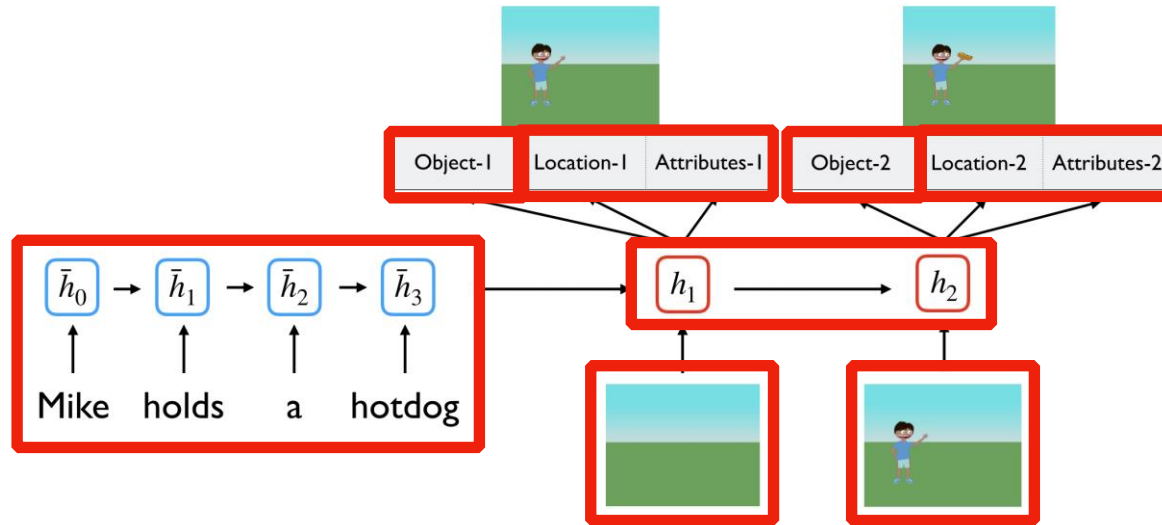 Object-1 Location-1 Attributes-1 Object-2 Location-2 Attributes-2
h̄₀ h̄₁ h̄₂ h̄₃ h₁ h₂
Mike holds a hotdog